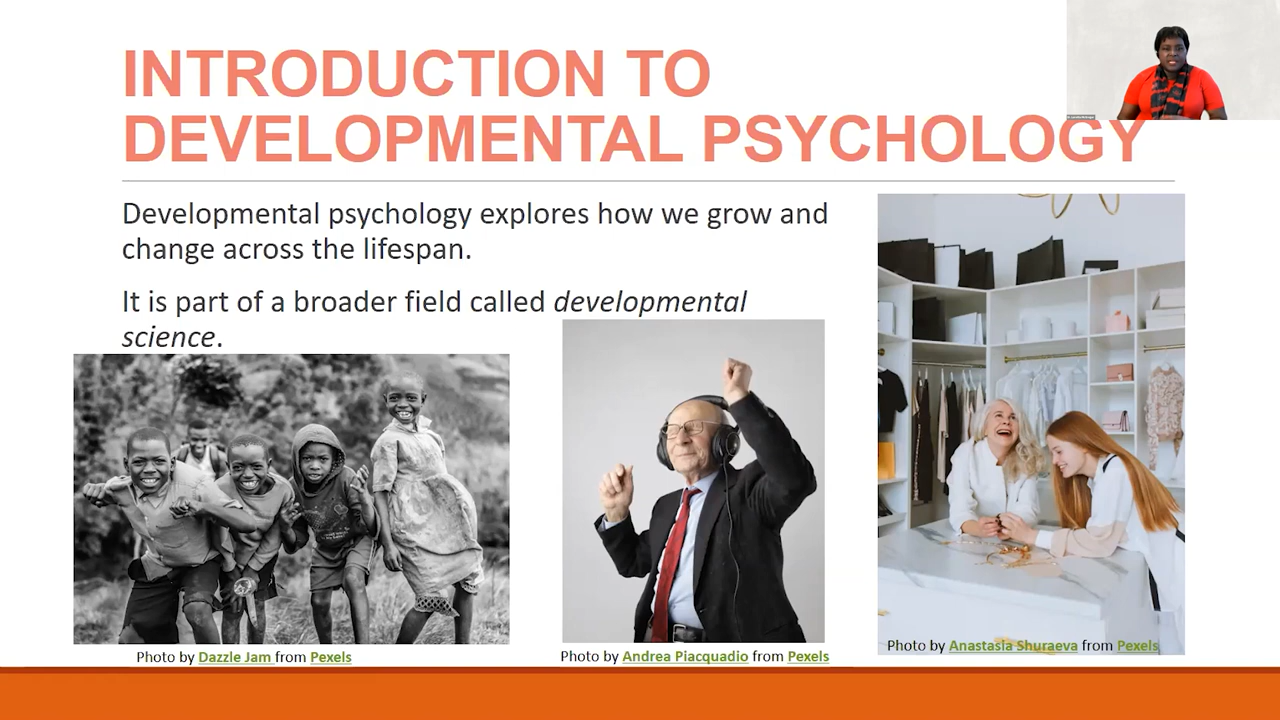 INTRODUCTION TO
DEVELOPMENTAL PSYCHOLOGY
Developmental psychology explores how we grow and
change across the lifespan.
It is part of a broader field called developmental
science.
Photo by Dazzle Jam from Pexels
Photo by Andrea Piacquadio from Pexels
Photo by Anastasia Shuraeva from Pexels